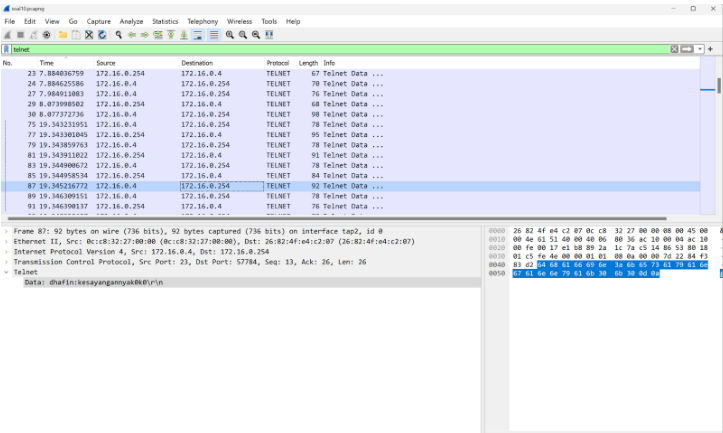 soal10.pcapng
File Edit View Go Capture Analyze Statistics Telephony Wireless Tools Help
telnet
No. Time Source Destination Protocol Length Info
23 7.884036759 172.16.0.254 172.16.0.4 TELNET 67 Telnet Data ...
24 7.884625586 172.16.0.4 172.16.0.254 TELNET 70 Telnet Data ...
27 7.984911083 172.16.0.254 172.16.0.4 TELNET 76 Telnet Data ...
29 8.073998502 172.16.0.4 172.16.0.254 TELNET 68 Telnet Data ...
30 8.077372736 172.16.0.4 172.16.0.254 TELNET 98 Telnet Data ...
75 19.343231951 172.16.0.4 172.16.0.254 TELNET 78 Telnet Data ...
77 19.343301045 172.16.0.4 172.16.0.254 TELNET 95 Telnet Data ...
79 19.343859763 172.16.0.4 172.16.0.254 TELNET 78 Telnet Data ...
81 19.343911022 172.16.0.4 172.16.0.254 TELNET 91 Telnet Data ...
83 19.344900672 172.16.0.4 172.16.0.254 TELNET 78 Telnet Data ...
85 19.344958534 172.16.0.4 172.16.0.254 TELNET 84 Telnet Data ...
87 19.345216772 172.16.0.4 172.16.0.254 TELNET 92 Telnet Data ...
89 19.346309151 172.16.0.4 172.16.0.254 TELNET 78 Telnet Data ...
91 19.346390137 172.16.0.4 172.16.0.254 TELNET 76 Telnet Data ...
Frame 87: 92 bytes on wire (736 bits), 92 bytes captured (736 bits) on interface tap2, id 0
Ethernet II, Src: 0c:c8:32:27:00:00 (0c:c8:32:27:00:00), Dst: 26:82:4f:e4:c2:07 (26:82:4f:e4:c2:07)
Internet Protocol Version 4, Src: 172.16.0.4, Dst: 172.16.0.254
Transmission Control Protocol, Src Port: 23, Dst Port: 57784, Seq: 13, Ack: 26, Len: 26
Telnet
Data: dhafin:kesayangannyak0k0\r\n
0000 26 82 4f e4 c2 07 0c c8 32 27 00 00 08 00 45 00
0010 00 4e 61 51 40 00 40 06 80 36 ac 10 00 04 ac 10
0020 00 fe 00 17 e1 b8 89 2a 1c 7a c5 14 86 53 80 18
0030 01 c5 fe 4e 00 00 01 01 08 0a 00 00 7d 22 84 f3
0040 83 d2 64 68 61 66 69 6e 3a 6b 65 73 61 79 61 6e
0050 67 61 6e 6e 79 61 6b 30 6b 30 0d 0a